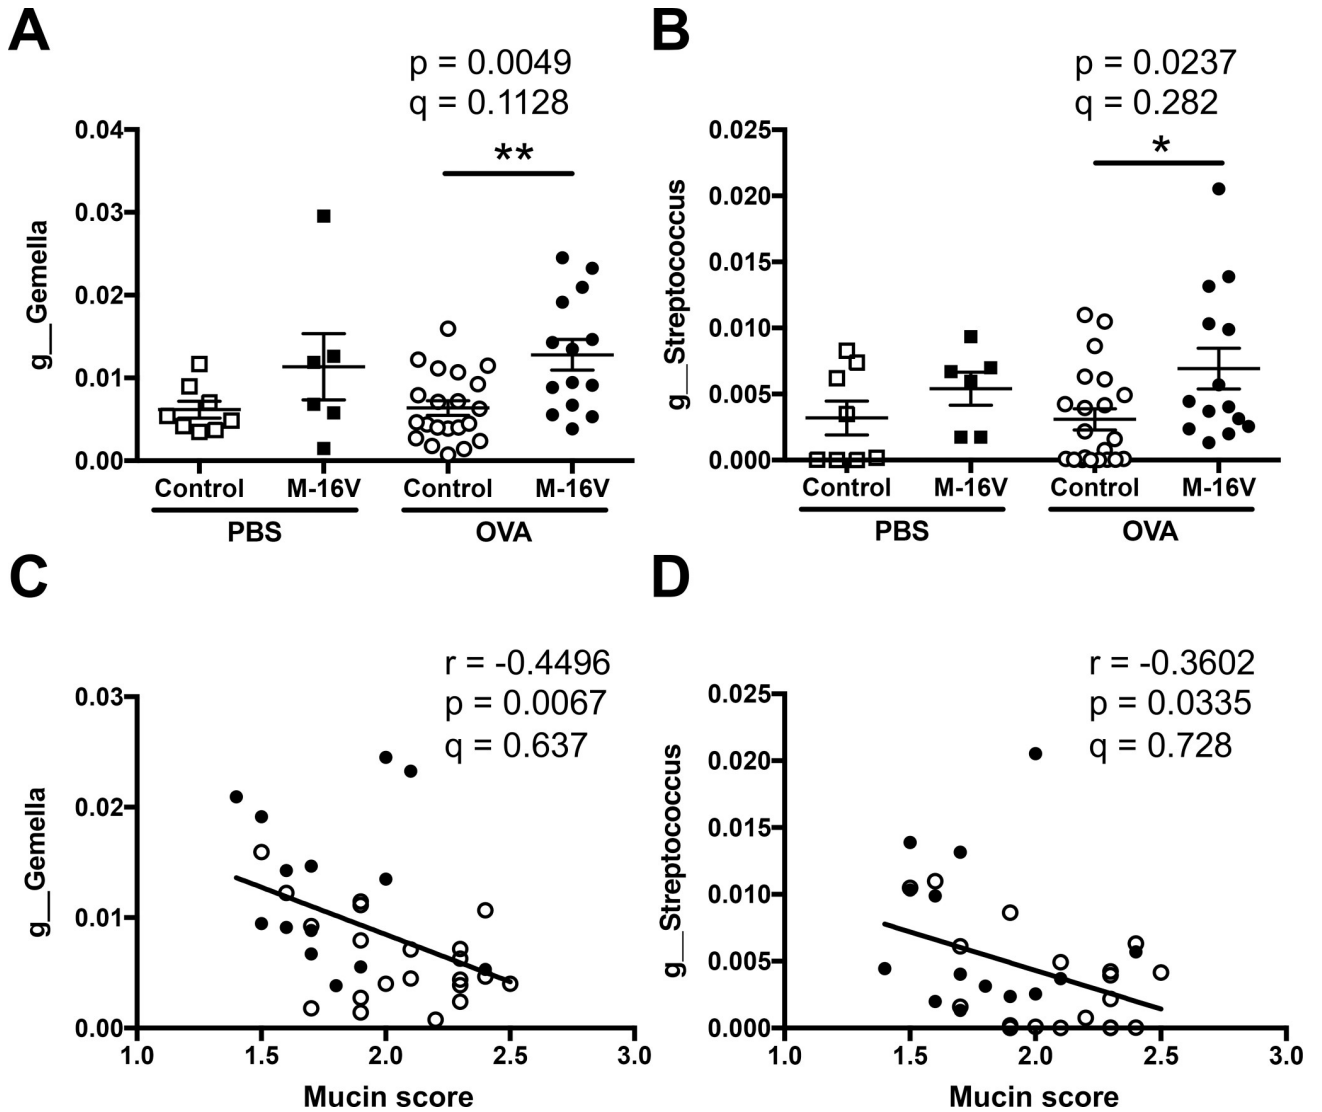 A
p = 0.0049
q = 0.1128
**
0.04
0.03
0.02
0.01
0.00
g__Gemella
Control M-16V Control M-16V
PBS OVA
B
p = 0.0237
q = 0.282
*
0.025
0.020
0.015
0.010
0.005
0.000
g__Streptococcus
Control M-16V Control M-16V
PBS OVA
C
r = -0.4496
p = 0.0067
q = 0.637
0.03
0.02
0.01
0.00
g__Gemella
1.0 1.5 2.0 2.5 3.0
Mucin score
D
r = -0.3602
p = 0.0335
q = 0.728
0.025
0.020
0.015
0.010
0.005
0.000
g__Streptococcus
1.0 1.5 2.0 2.5 3.0
Mucin score